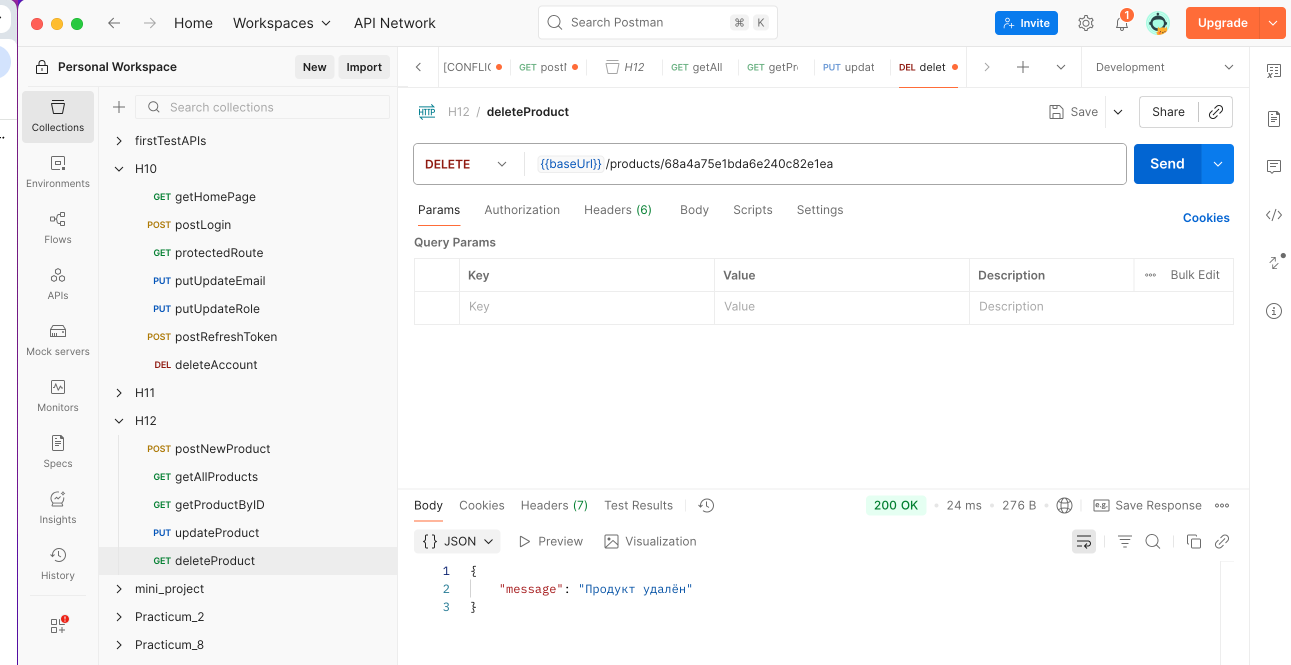 Home Workspaces API Network Search Postman ⌘ K Invite 1 Upgrade
Personal Workspace New Import
[CONFLIC GET postl H12 GET getAll GET getPr PUT updat DEL delet Development
Collections
Environments
Flows
APIs
Mock servers
Monitors
Specs
Insights
History
Search collections
firstTestAPIs
H10
GET getHomePage
POST postLogin
GET protectedRoute
PUT putUpdateEmail
PUT putUpdateRole
POST postRefreshToken
DEL deleteAccount
H11
H12
POST postNewProduct
GET getAllProducts
GET getProductByID
PUT updateProduct
GET deleteProduct
mini_project
Practicum_2
Practicum_8
HTTP H12 / deleteProduct Save Share
DELETE {{baseUrl}} /products/68a4a75e1bda6e240c82e1ea Send
Params Authorization Headers (6) Body Scripts Settings Cookies
Query Params
Key Value Description Bulk Edit
Key Value Description
Body Cookies Headers (7) Test Results 200 OK • 24 ms • 276 B • e.g. Save Response
{} JSON Preview Visualization
1 {
2 "message": "Продукт удалён"
3 }